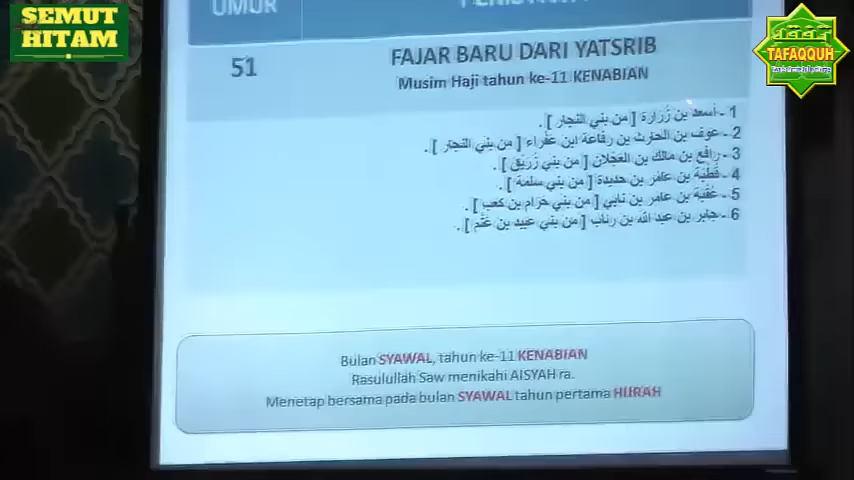 SEMUT
HITAM
UMUR
51
FAJAR BARU DARI YATSRIB
Musim Haji tahun ke-11 KENABIAN
1 - أسعد بن زُرارة [ من بني النجار ] .
2 - عوف بن الحارث بن رفاعة ابن عفراء [ من بني النجار ] .
3 - رافع بن مالك بن العجلان [ من بني زُريق ] .
4 - قطبة بن عامر بن حديدة [ من بني سلمة ] .
5 - عُقبة بن عامر بن نابي [ من بني حرام بن كعب ] .
6 - جابر بن عبد الله بن رئاب [ من بني عبيد بن غنم ] .
Bulan SYAWAL, tahun ke-11 KENABIAN
Rasulullah Saw menikahi AISYAH ra.
Menetap bersama pada bulan SYAWAL tahun pertama HIJRAH
TAFAQQUH